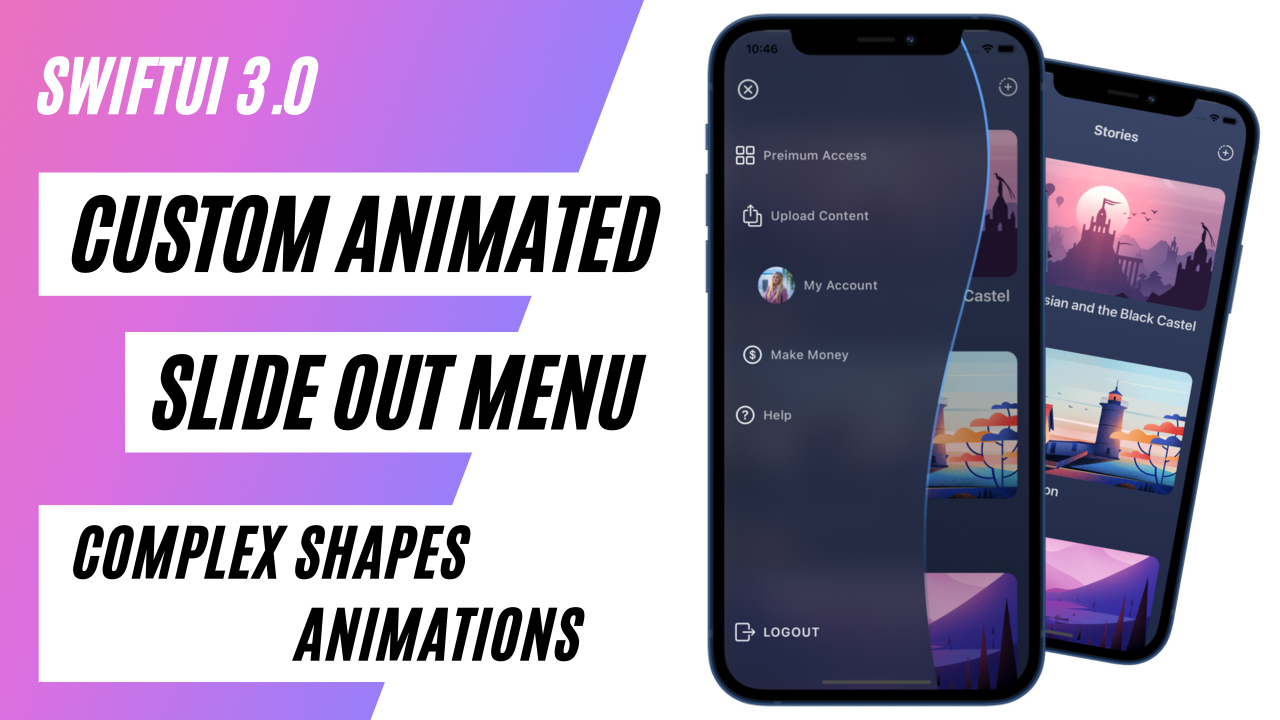 SWIFTUI 3.0
CUSTOM ANIMATED
SLIDE OUT MENU
COMPLEX SHAPES
ANIMATIONS
10:46
Preimum Access
Upload Content
My Account
Make Money
Help
LOGOUT
Castel
Stories
sian and the Black Castel
on